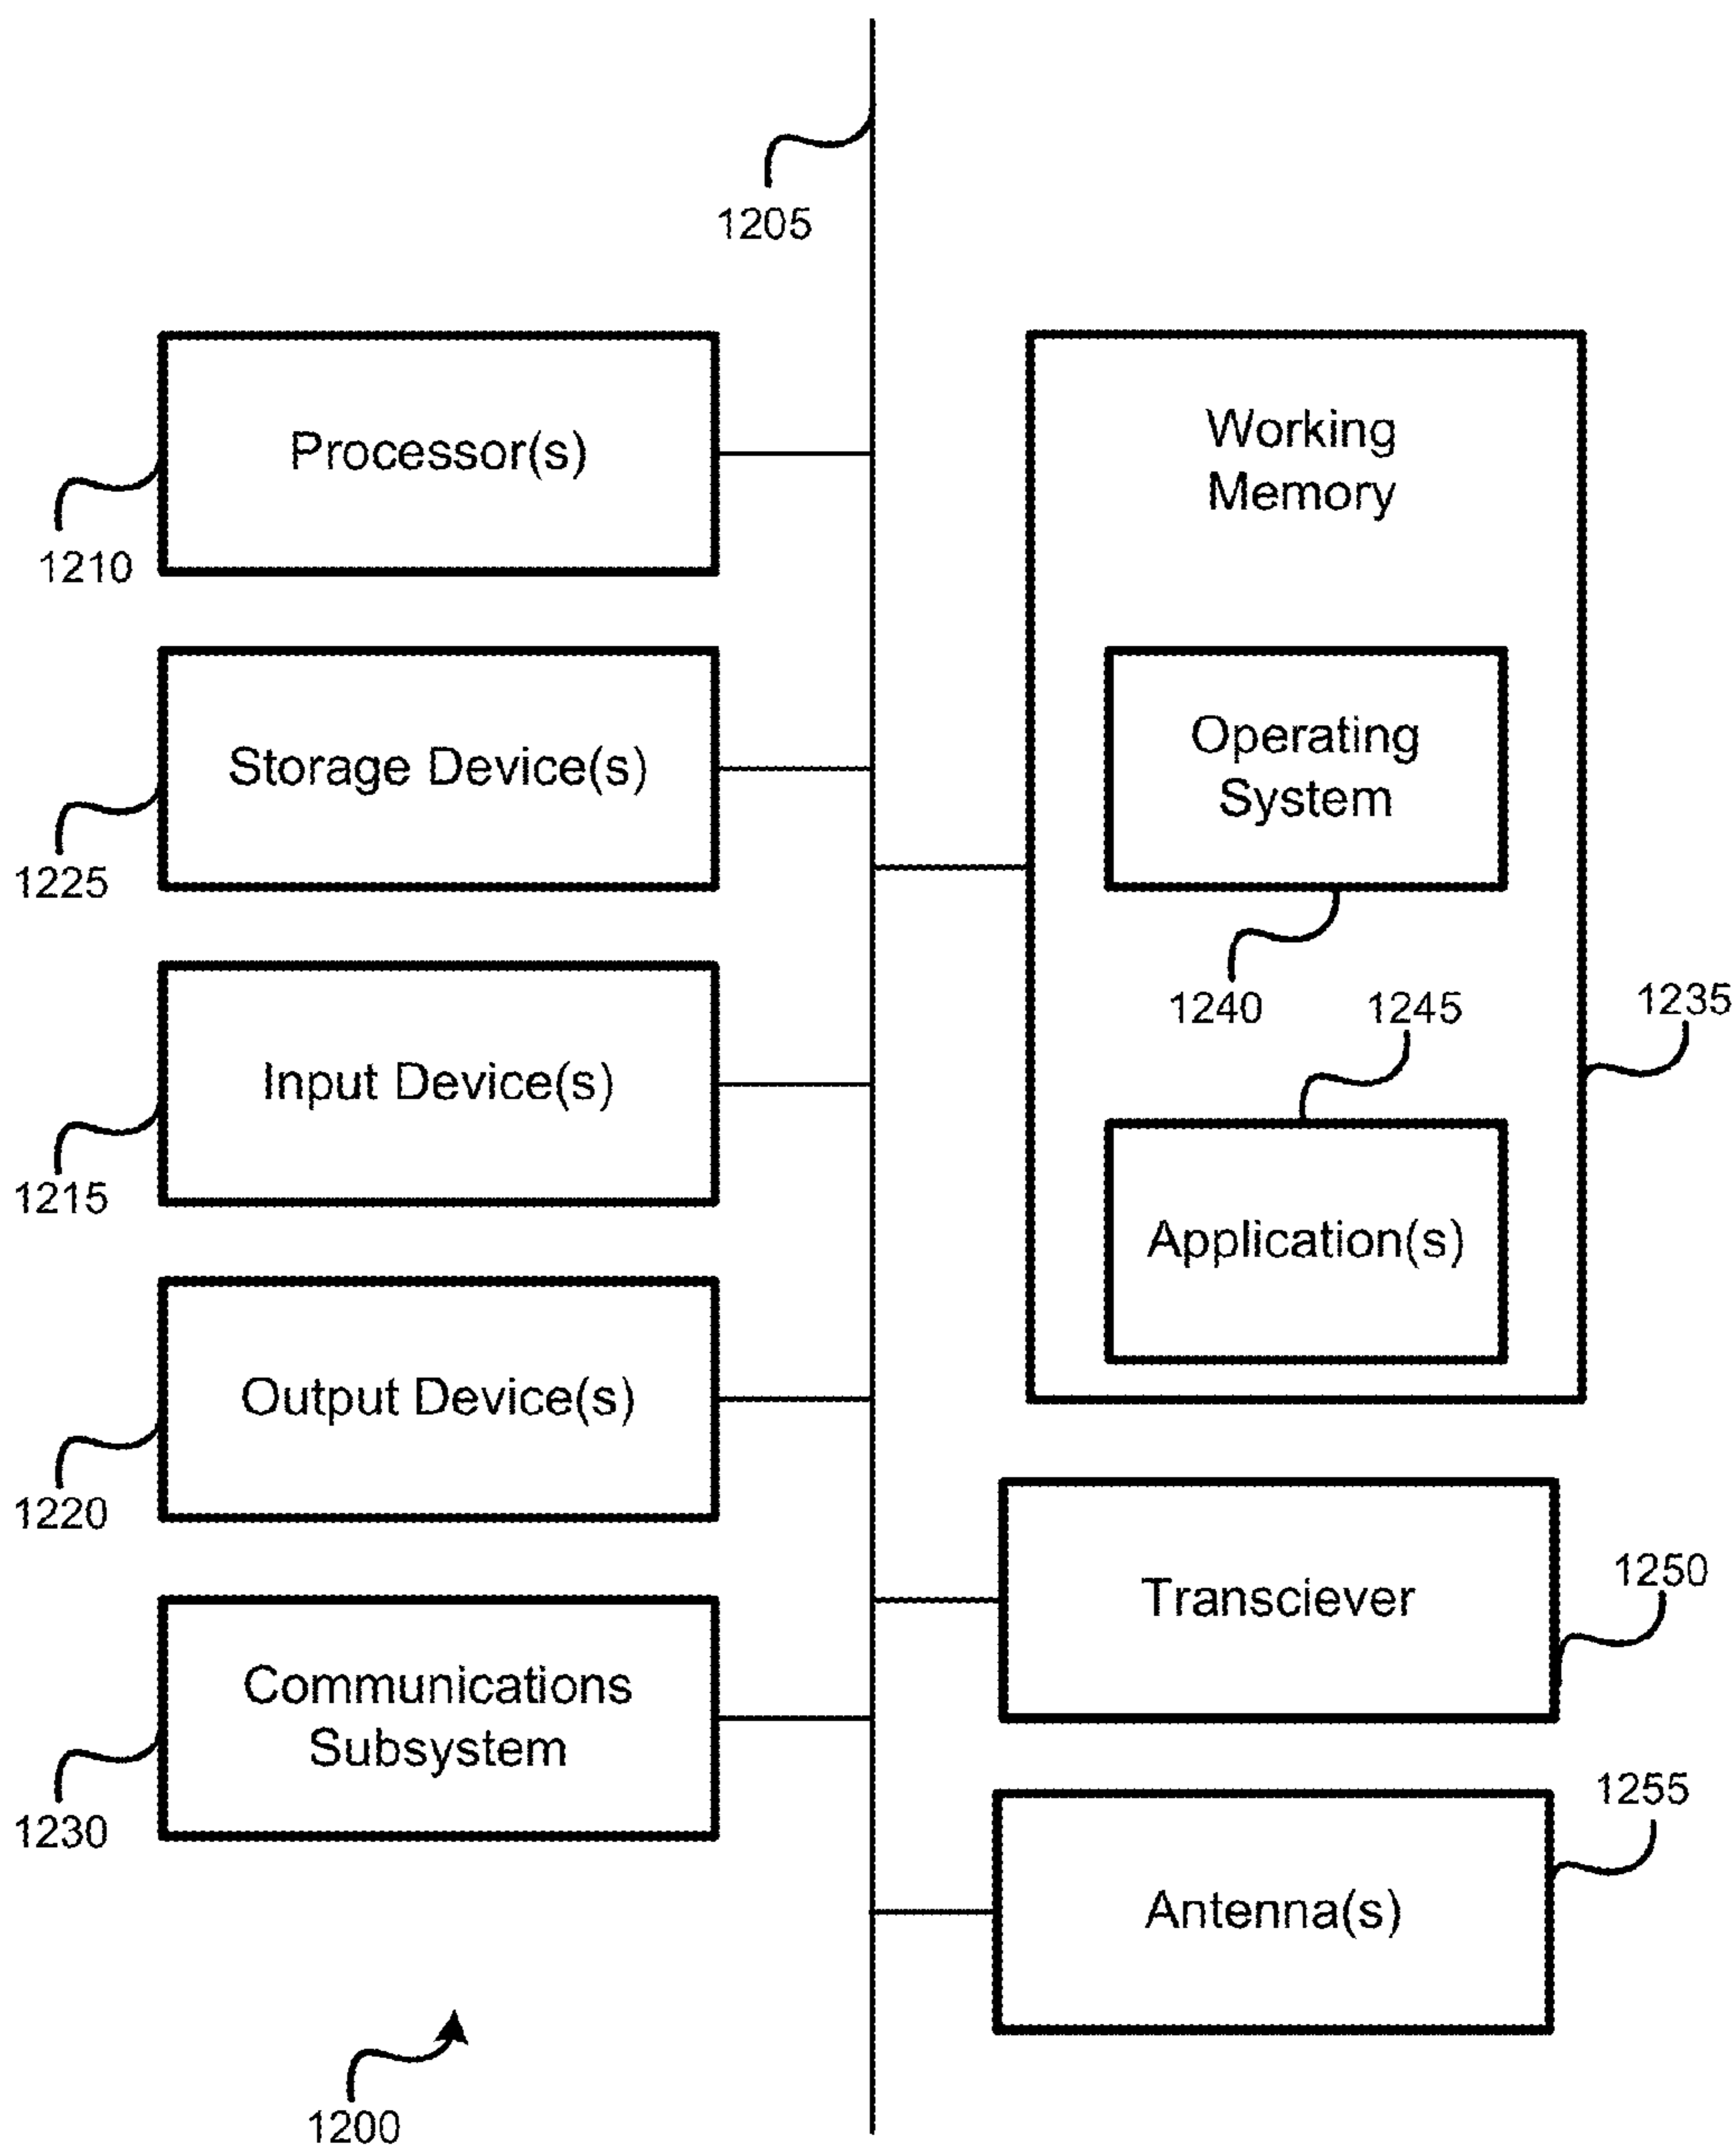 1205
Processor(s)
1210
Storage Device(s)
1225
Input Device(s)
1215
Output Device(s)
1220
Communications
Subsystem
1230
1200
Working
Memory
Operating
System
1240
1245
1235
Application(s)
Transciever
1250
Antenna(s)
1255